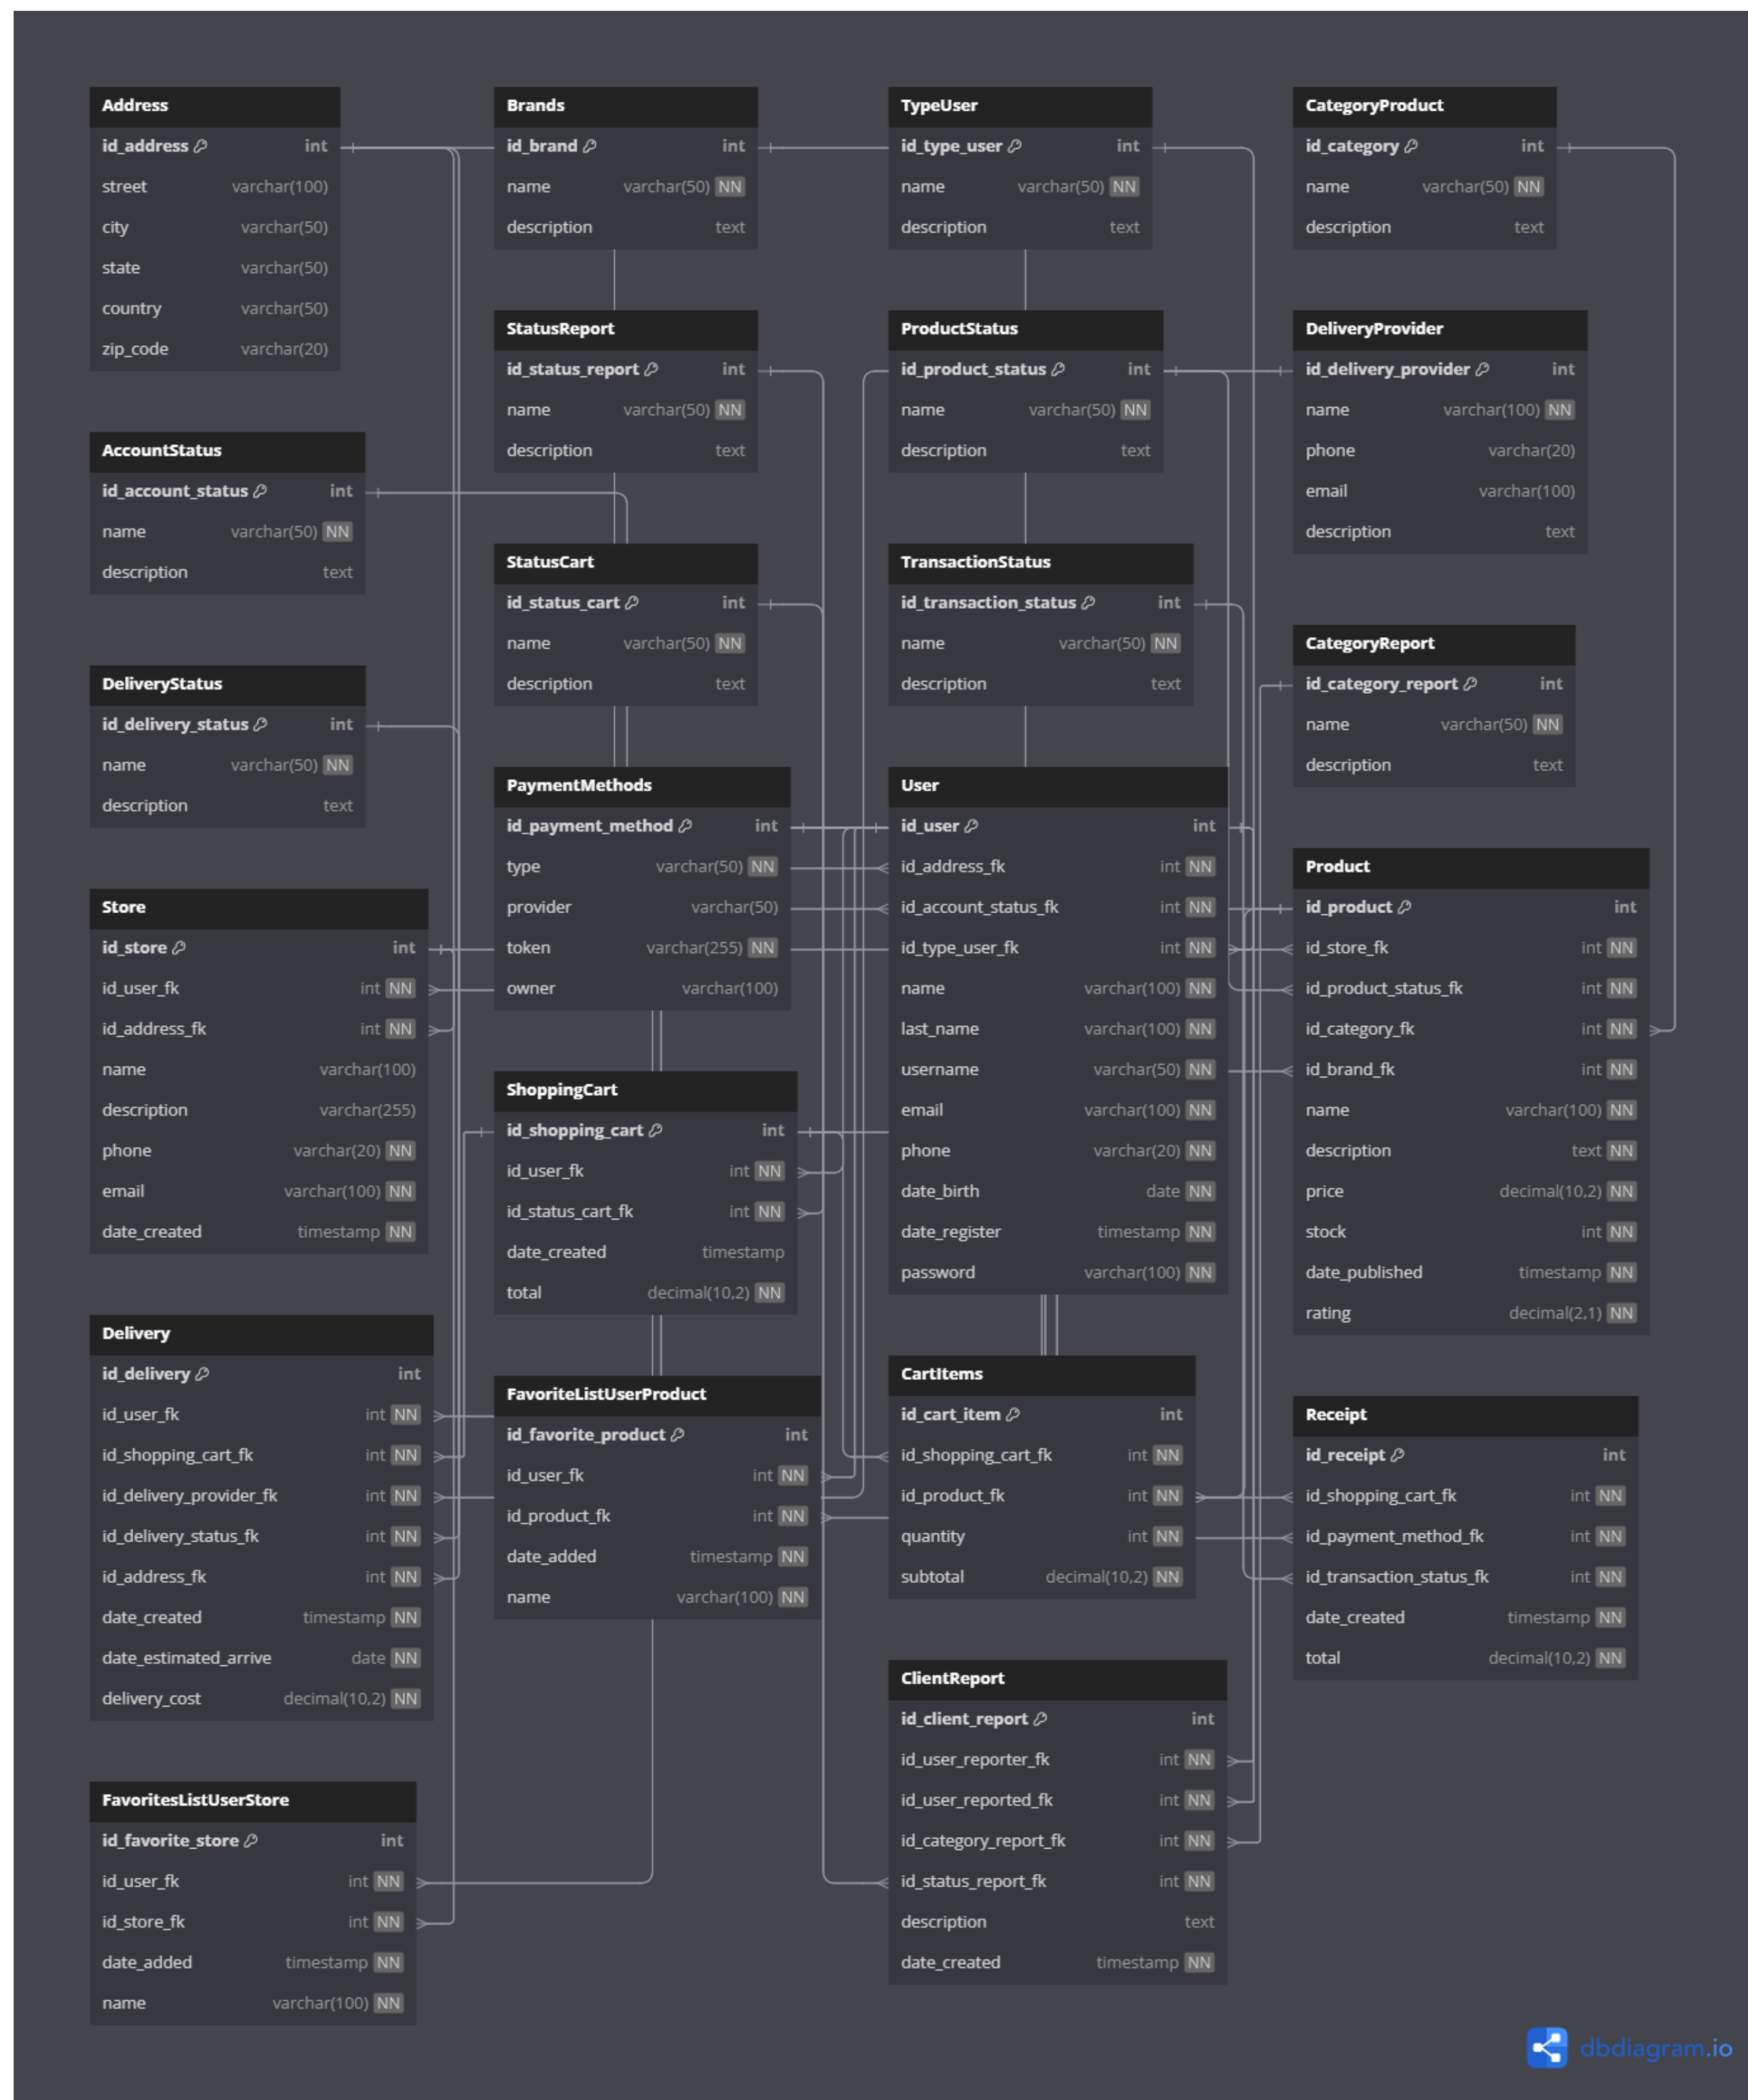 Address
id_address int
street varchar(100)
city varchar(50)
state varchar(50)
country varchar(50)
zip_code varchar(20)
AccountStatus
id_account_status int
name varchar(50) NN
description text
DeliveryStatus
id_delivery_status int
name varchar(50) NN
description text
Store
id_store int
id_user_fk int NN
id_address_fk int NN
name varchar(100)
description varchar(255)
phone varchar(20) NN
email varchar(100) NN
date_created timestamp NN
Delivery
id_delivery int
id_user_fk int NN
id_shopping_cart_fk int NN
id_delivery_provider_fk int NN
id_delivery_status_fk int NN
id_address_fk int NN
date_created timestamp NN
date_estimated_arrive date NN
delivery_cost decimal(10,2) NN
FavoritesListUserStore
id_favorite_store int
id_user_fk int NN
id_store_fk int NN
date_added timestamp NN
name varchar(100) NN
Brands
id_brand int
name varchar(50) NN
description text
StatusReport
id_status_report int
name varchar(50) NN
description text
StatusCart
id_status_cart int
name varchar(50) NN
description text
PaymentMethods
id_payment_method int
type varchar(50) NN
provider varchar(50)
token varchar(255) NN
owner varchar(100)
ShoppingCart
id_shopping_cart int
id_user_fk int NN
id_status_cart_fk int NN
date_created timestamp
total decimal(10,2) NN
FavoriteListUserProduct
id_favorite_product int
id_user_fk int NN
id_product_fk int NN
date_added timestamp NN
name varchar(100) NN
TypeUser
id_type_user int
name varchar(50) NN
description text
ProductStatus
id_product_status int
name varchar(50) NN
description text
TransactionStatus
id_transaction_status int
name varchar(50) NN
description text
User
id_user int
id_address_fk int NN
id_account_status_fk int NN
id_type_user_fk int NN
name varchar(100) NN
last_name varchar(100) NN
username varchar(50) NN
email varchar(100) NN
phone varchar(20) NN
date_birth date NN
date_register timestamp NN
password varchar(100) NN
CartItems
id_cart_item int
id_shopping_cart_fk int NN
id_product_fk int NN
quantity int NN
subtotal decimal(10,2) NN
ClientReport
id_client_report int
id_user_reporter_fk int NN
id_user_reported_fk int NN
id_category_report_fk int NN
id_status_report_fk int NN
description text
date_created timestamp NN
CategoryProduct
id_category int
name varchar(50) NN
description text
DeliveryProvider
id_delivery_provider int
name varchar(100) NN
phone varchar(20)
email varchar(100)
description text
CategoryReport
id_category_report int
name varchar(50) NN
description text
Product
id_product int
id_store_fk int NN
id_product_status_fk int NN
id_category_fk int NN
id_brand_fk int NN
name varchar(100) NN
description text NN
price decimal(10,2) NN
stock int NN
date_published timestamp NN
rating decimal(2,1) NN
Receipt
id_receipt int
id_shopping_cart_fk int NN
id_payment_method_fk int NN
id_transaction_status_fk int NN
date_created timestamp NN
total decimal(10,2) NN
dbdiagram.io